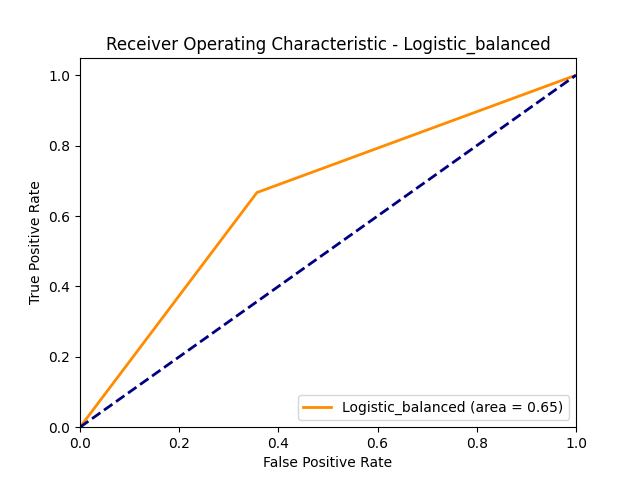 Receiver Operating Characteristic - Logistic_balanced
1.0
0.8
0.6
0.4
0.2
0.0
True Positive Rate
Logistic_balanced (area = 0.65)
0.0 0.2 0.4 0.6 0.8 1.0
False Positive Rate